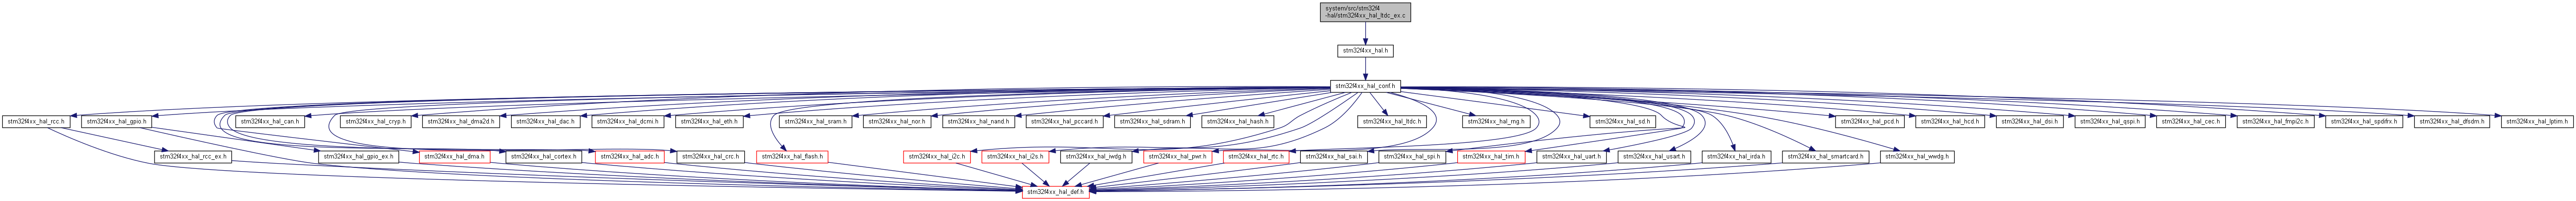 system/src/stm32f4
-hal/stm32f4xx_hal_ltdc_ex.c
stm32f4xx_hal.h
stm32f4xx_hal_conf.h
stm32f4xx_hal_rcc.h
stm32f4xx_hal_gpio.h
stm32f4xx_hal_can.h
stm32f4xx_hal_cryp.h
stm32f4xx_hal_dma2d.h
stm32f4xx_hal_dac.h
stm32f4xx_hal_dcmi.h
stm32f4xx_hal_eth.h
stm32f4xx_hal_sram.h
stm32f4xx_hal_nor.h
stm32f4xx_hal_nand.h
stm32f4xx_hal_pccard.h
stm32f4xx_hal_sdram.h
stm32f4xx_hal_hash.h
stm32f4xx_hal_ltdc.h
stm32f4xx_hal_rng.h
stm32f4xx_hal_sd.h
stm32f4xx_hal_pcd.h
stm32f4xx_hal_hcd.h
stm32f4xx_hal_dsi.h
stm32f4xx_hal_qspi.h
stm32f4xx_hal_cec.h
stm32f4xx_hal_fmpi2c.h
stm32f4xx_hal_spdifrx.h
stm32f4xx_hal_dfsdm.h
stm32f4xx_hal_lptim.h
stm32f4xx_hal_rcc_ex.h
stm32f4xx_hal_gpio_ex.h
stm32f4xx_hal_dma.h
stm32f4xx_hal_cortex.h
stm32f4xx_hal_adc.h
stm32f4xx_hal_crc.h
stm32f4xx_hal_flash.h
stm32f4xx_hal_i2c.h
stm32f4xx_hal_i2s.h
stm32f4xx_hal_iwdg.h
stm32f4xx_hal_pwr.h
stm32f4xx_hal_rtc.h
stm32f4xx_hal_sai.h
stm32f4xx_hal_spi.h
stm32f4xx_hal_tim.h
stm32f4xx_hal_uart.h
stm32f4xx_hal_usart.h
stm32f4xx_hal_irda.h
stm32f4xx_hal_smartcard.h
stm32f4xx_hal_wwdg.h
stm32f4xx_hal_def.h